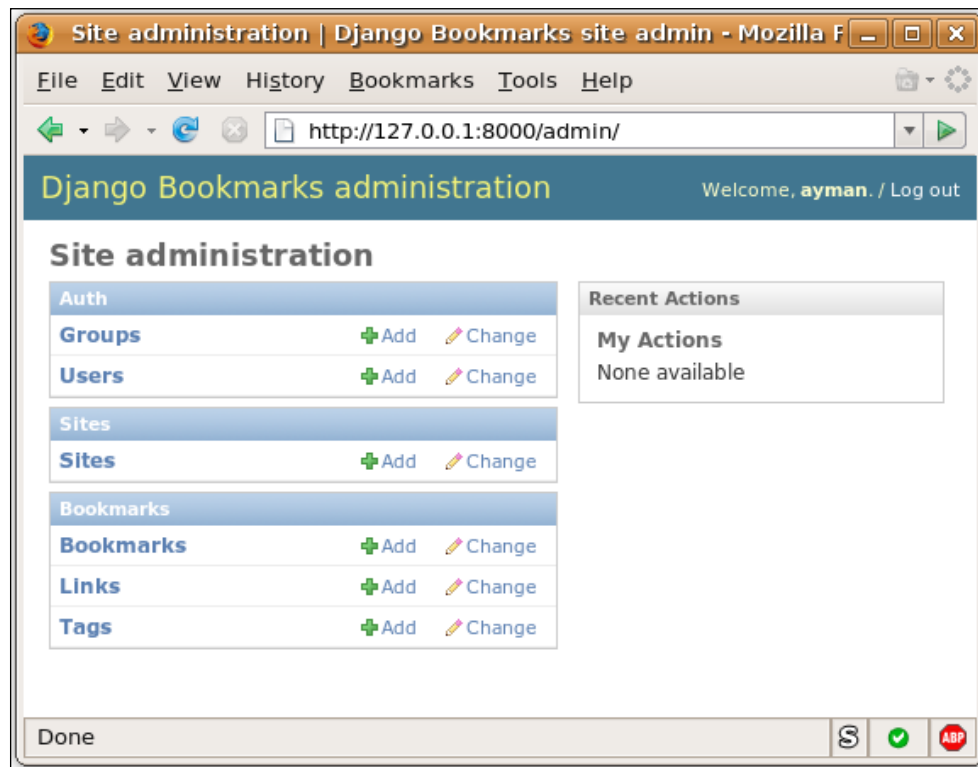 Site administration | Django Bookmarks site admin - Mozilla F
File Edit View History Bookmarks Tools Help
http://127.0.0.1:8000/admin/
Django Bookmarks administration
Welcome, ayman. / Log out
Site administration
Auth
Groups Add Change
Users Add Change
Sites
Sites Add Change
Bookmarks
Bookmarks Add Change
Links Add Change
Tags Add Change
Recent Actions
My Actions
None available
Done
S
ABP